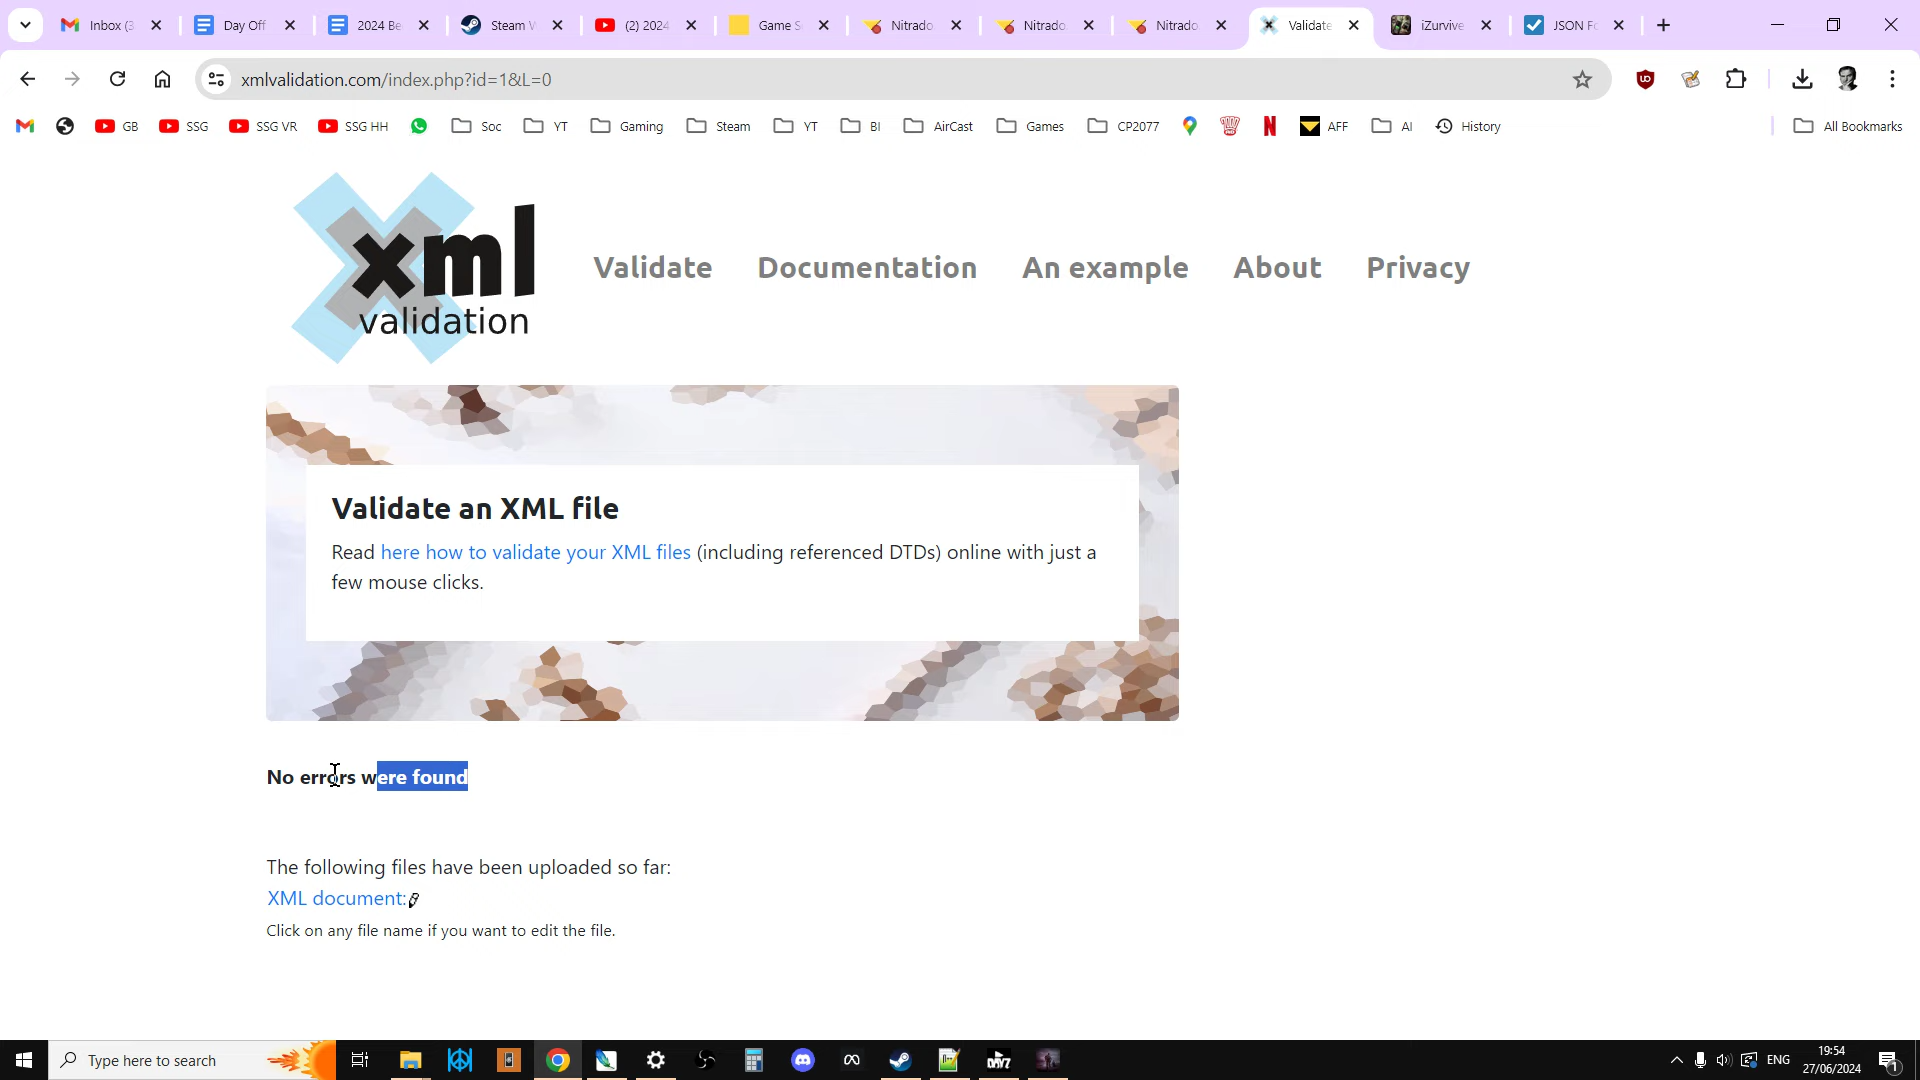 Inbox (3
Day Off
2024 Be
Steam V
(2) 2024
Game S
Nitrado
Nitrado
Nitrado
Validate
iZurvive
JSON Fo
xmlvalidation.com/index.php?id=1&L=0
GB
SSG
SSG VR
SSG HH
Soc
YT
Gaming
Steam
YT
BI
AirCast
Games
CP2077
AFF
AI
History
All Bookmarks
xml
validation
Validate
Documentation
An example
About
Privacy
Validate an XML file
Read here how to validate your XML files (including referenced DTDs) online with just a
few mouse clicks.
No errors were found
The following files have been uploaded so far:
XML document:
Click on any file name if you want to edit the file.
Type here to search
DAYZ
ENG
19:54
27/06/2024
1